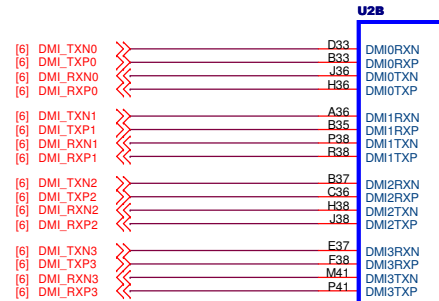 U2B
[6] DMI_TXN0 D33 DMI0RXN
[6] DMI_TXP0 B33 DMI0RXP
[6] DMI_RXN0 J36 DMI0TXN
[6] DMI_RXP0 H36 DMI0TXP
[6] DMI_TXN1 A36 DMI1RXN
[6] DMI_TXP1 B35 DMI1RXP
[6] DMI_RXN1 P38 DMI1TXN
[6] DMI_RXP1 R38 DMI1TXP
[6] DMI_TXN2 B37 DMI2RXN
[6] DMI_TXP2 C36 DMI2RXP
[6] DMI_RXN2 H38 DMI2TXN
[6] DMI_RXP2 J38 DMI2TXP
[6] DMI_TXN3 E37 DMI3RXN
[6] DMI_TXP3 F38 DMI3RXP
[6] DMI_RXN3 M41 DMI3TXN
[6] DMI_RXP3 P41 DMI3TXP